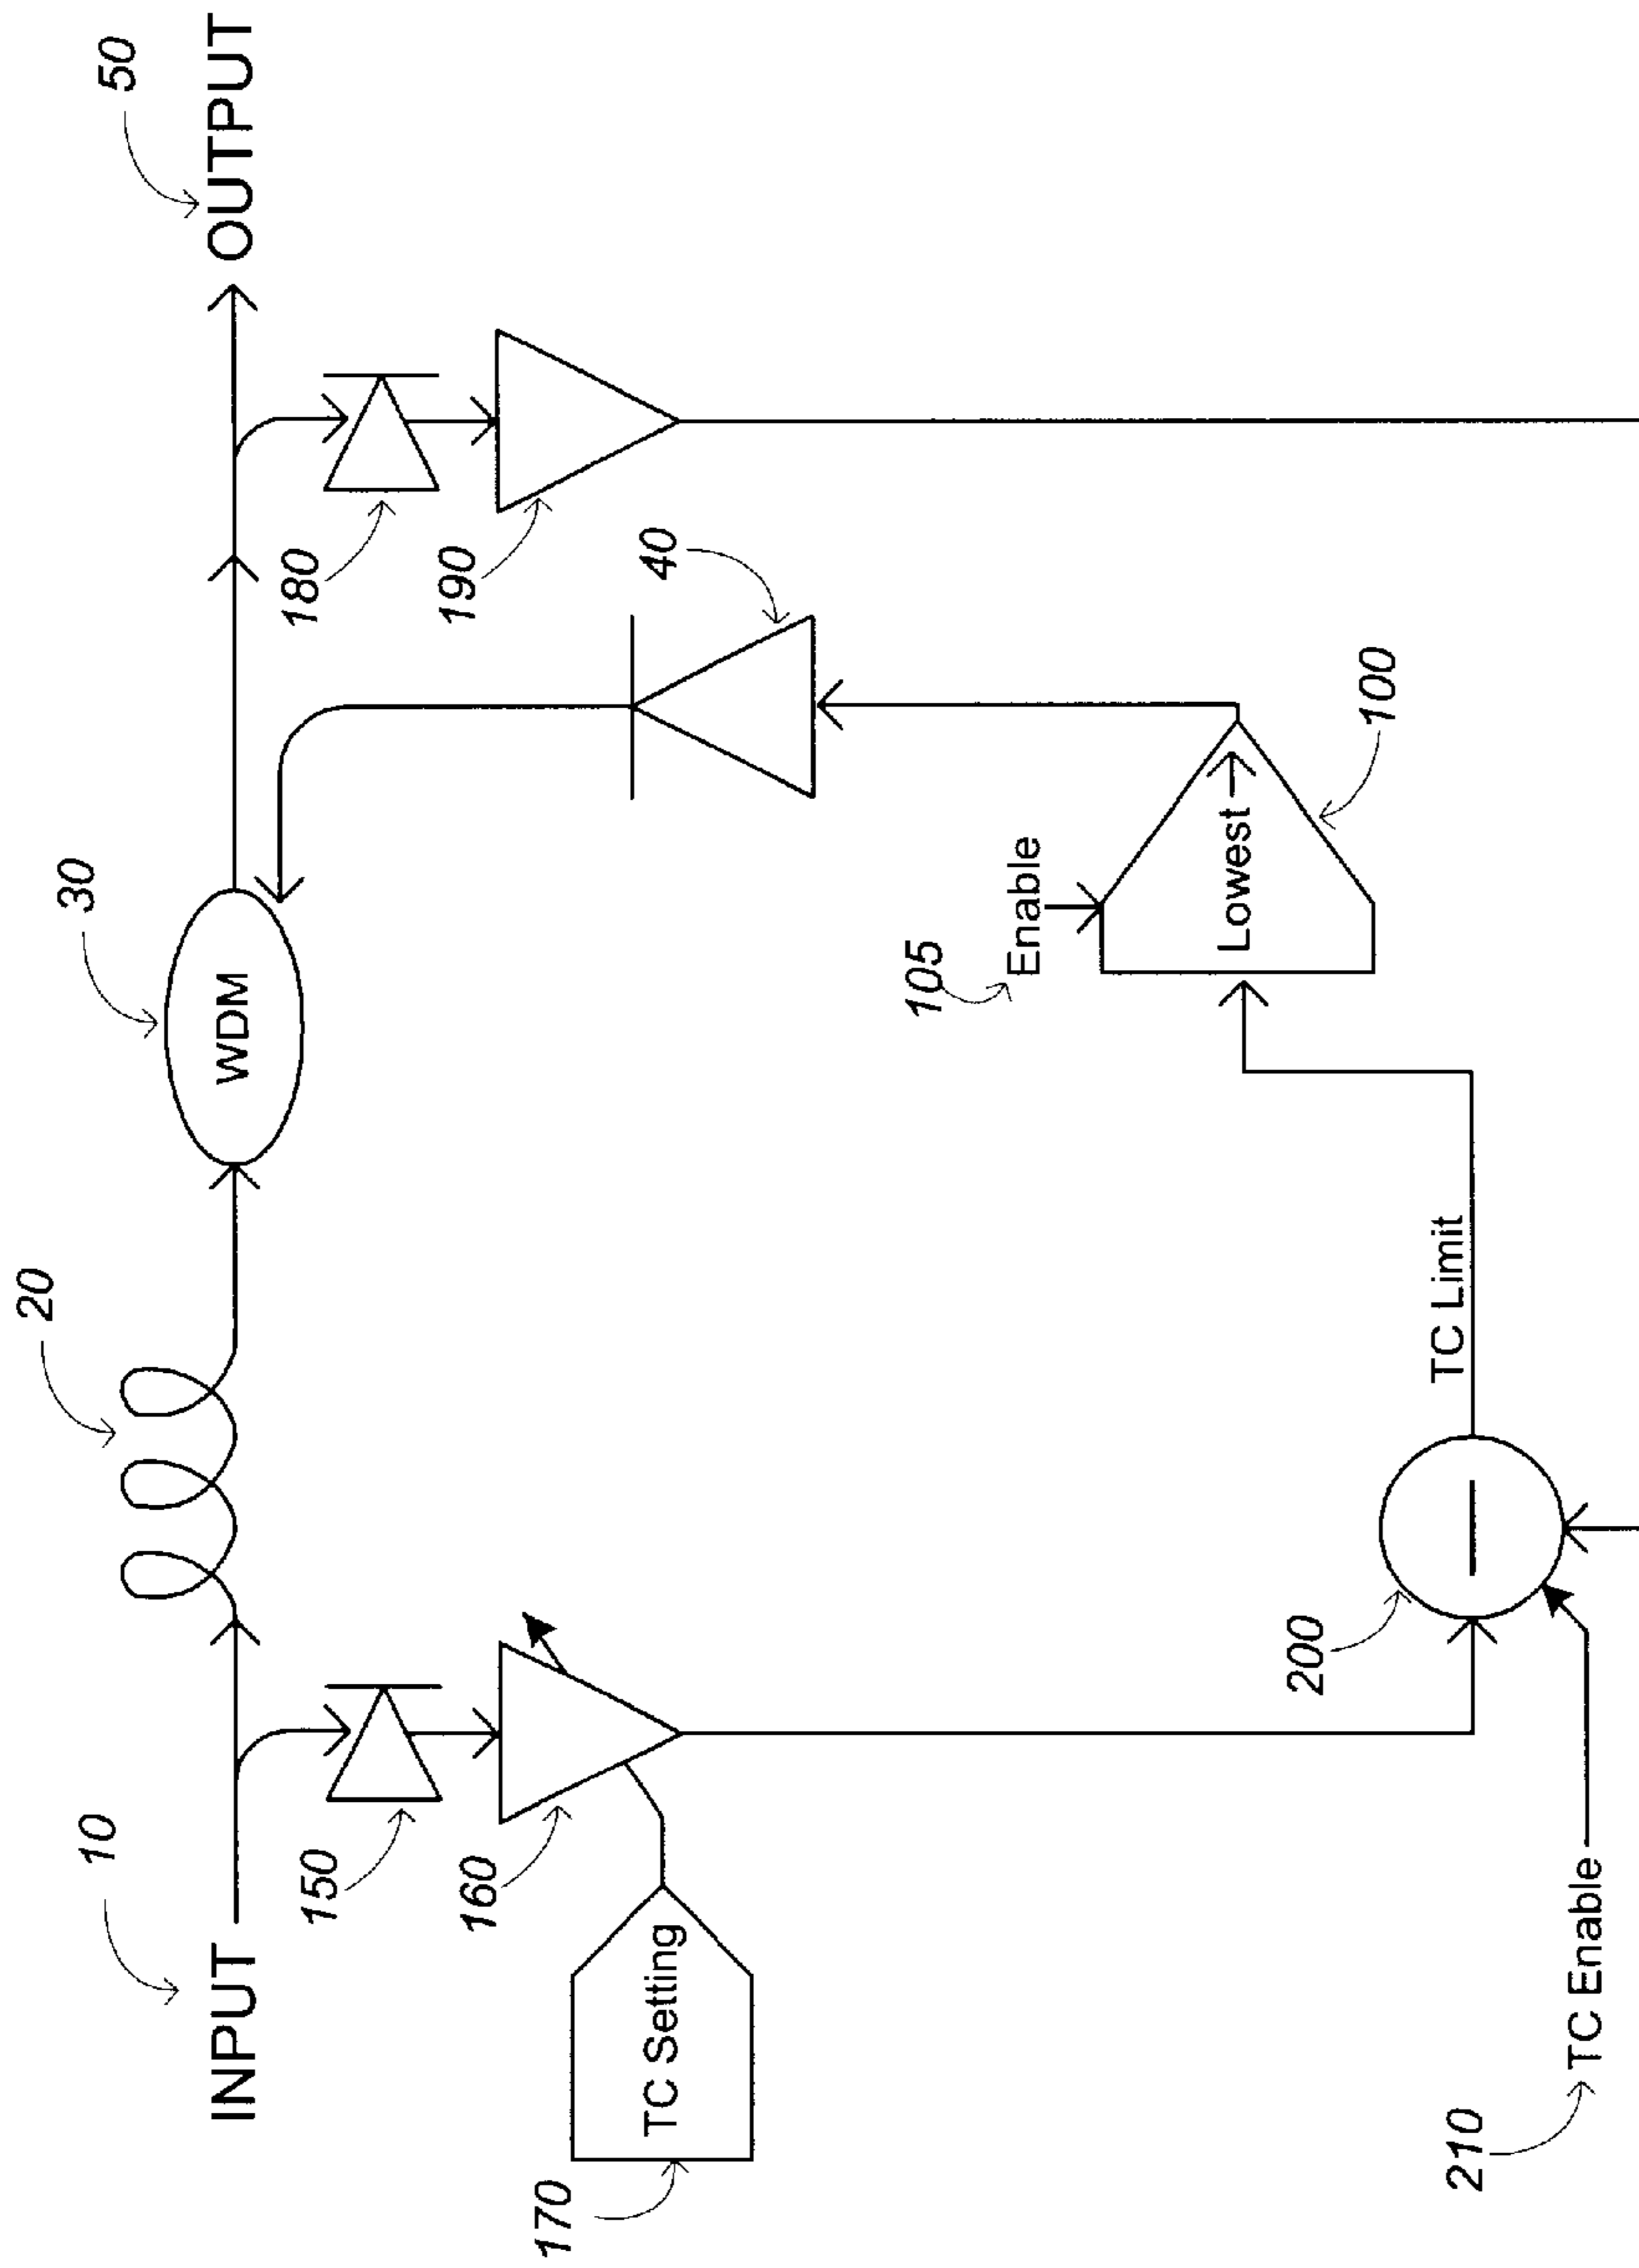 10
INPUT
20
30
WDM
50
OUTPUT
150
160
170
TC Setting
180
190
40
105
Enable
Lowest
100
TC Limit
200
210
TC Enable